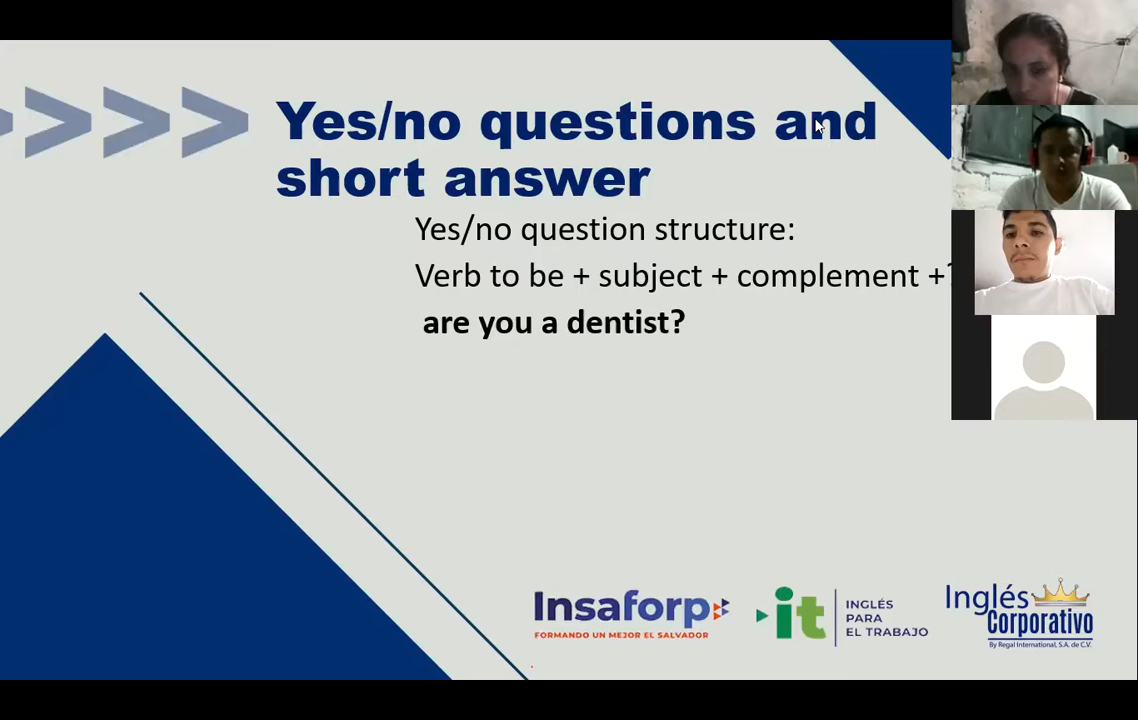 Yes/no questions and
short answer
Yes/no question structure:
Verb to be + subject + complement +?
are you a dentist?
Insaforp
FORMANDO UN MEJOR EL SALVADOR
it
INGLÉS
PARA
EL TRABAJO
Inglés
Corporativo
By Regal International, S.A. de C.V.